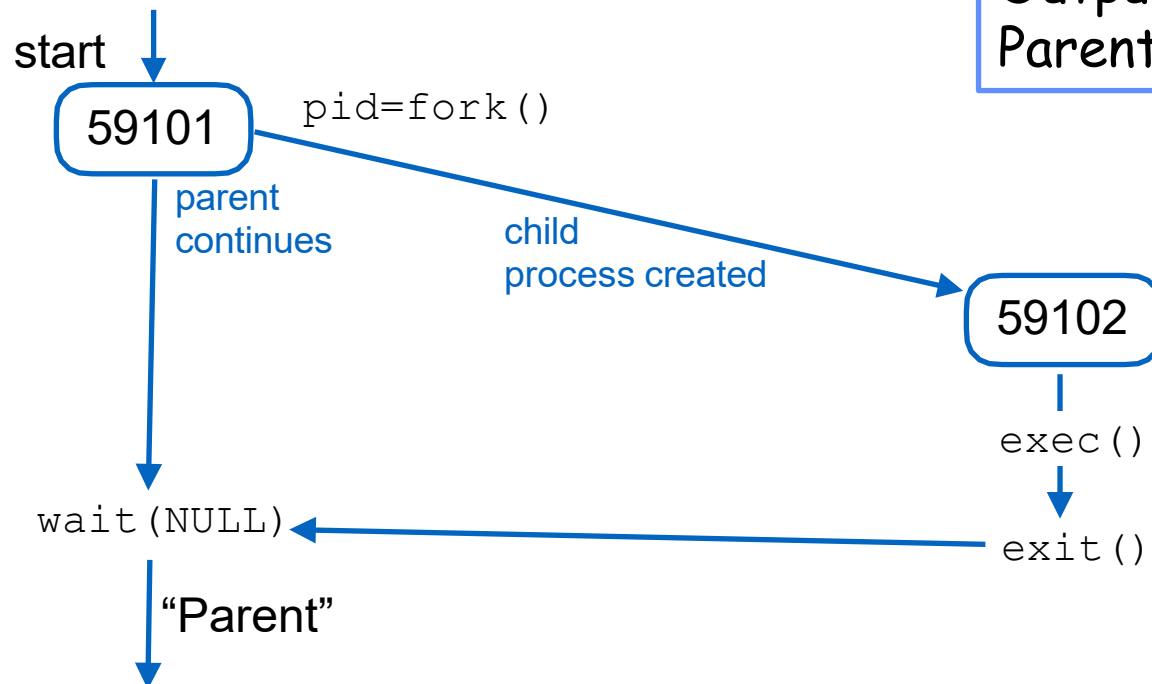 start
Parent
59101
pid=fork()
parent
continues
child
process created
59102
exec()
wait(NULL)
exit()
“Parent”